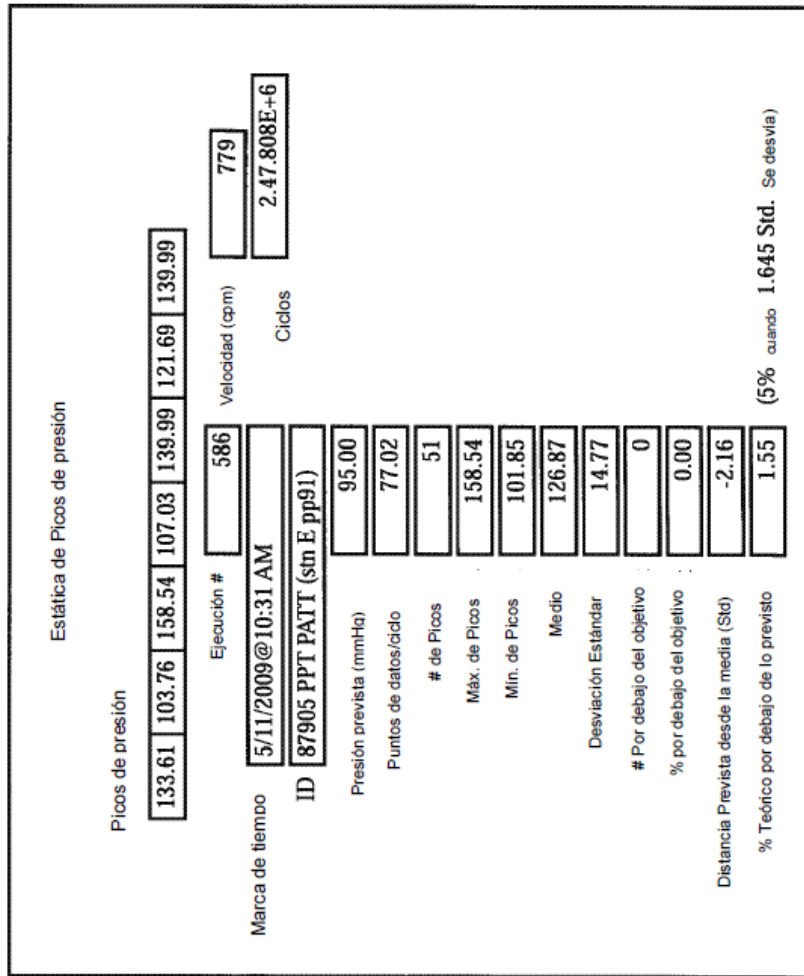 Estática de Picos de presión
Picos de presión
133.61 103.76 158.54 107.03 139.99 121.69 139.99
Ejecución # 586 Velocidad (cpm) 779
Marca de tiempo 5/11/2009@10:31 AM Ciclos 2.47.808E+6
ID 87905 PPT PATT (stn E pp91)
Presión prevista (mmHg) 95.00
Puntos de datos/ciclo 77.02
# de Picos 51
Máx. de Picos 158.54
Mín. de Picos 101.85
Medio 126.87
Desviación Estándar 14.77
# Por debajo del objetivo 0
% por debajo del objetivo 0.00
Distancia Prevista desde la media (Std) -2.16
% Teórico por debajo de lo previsto 1.55 (5% cuando 1.645 Std. Se desvía)